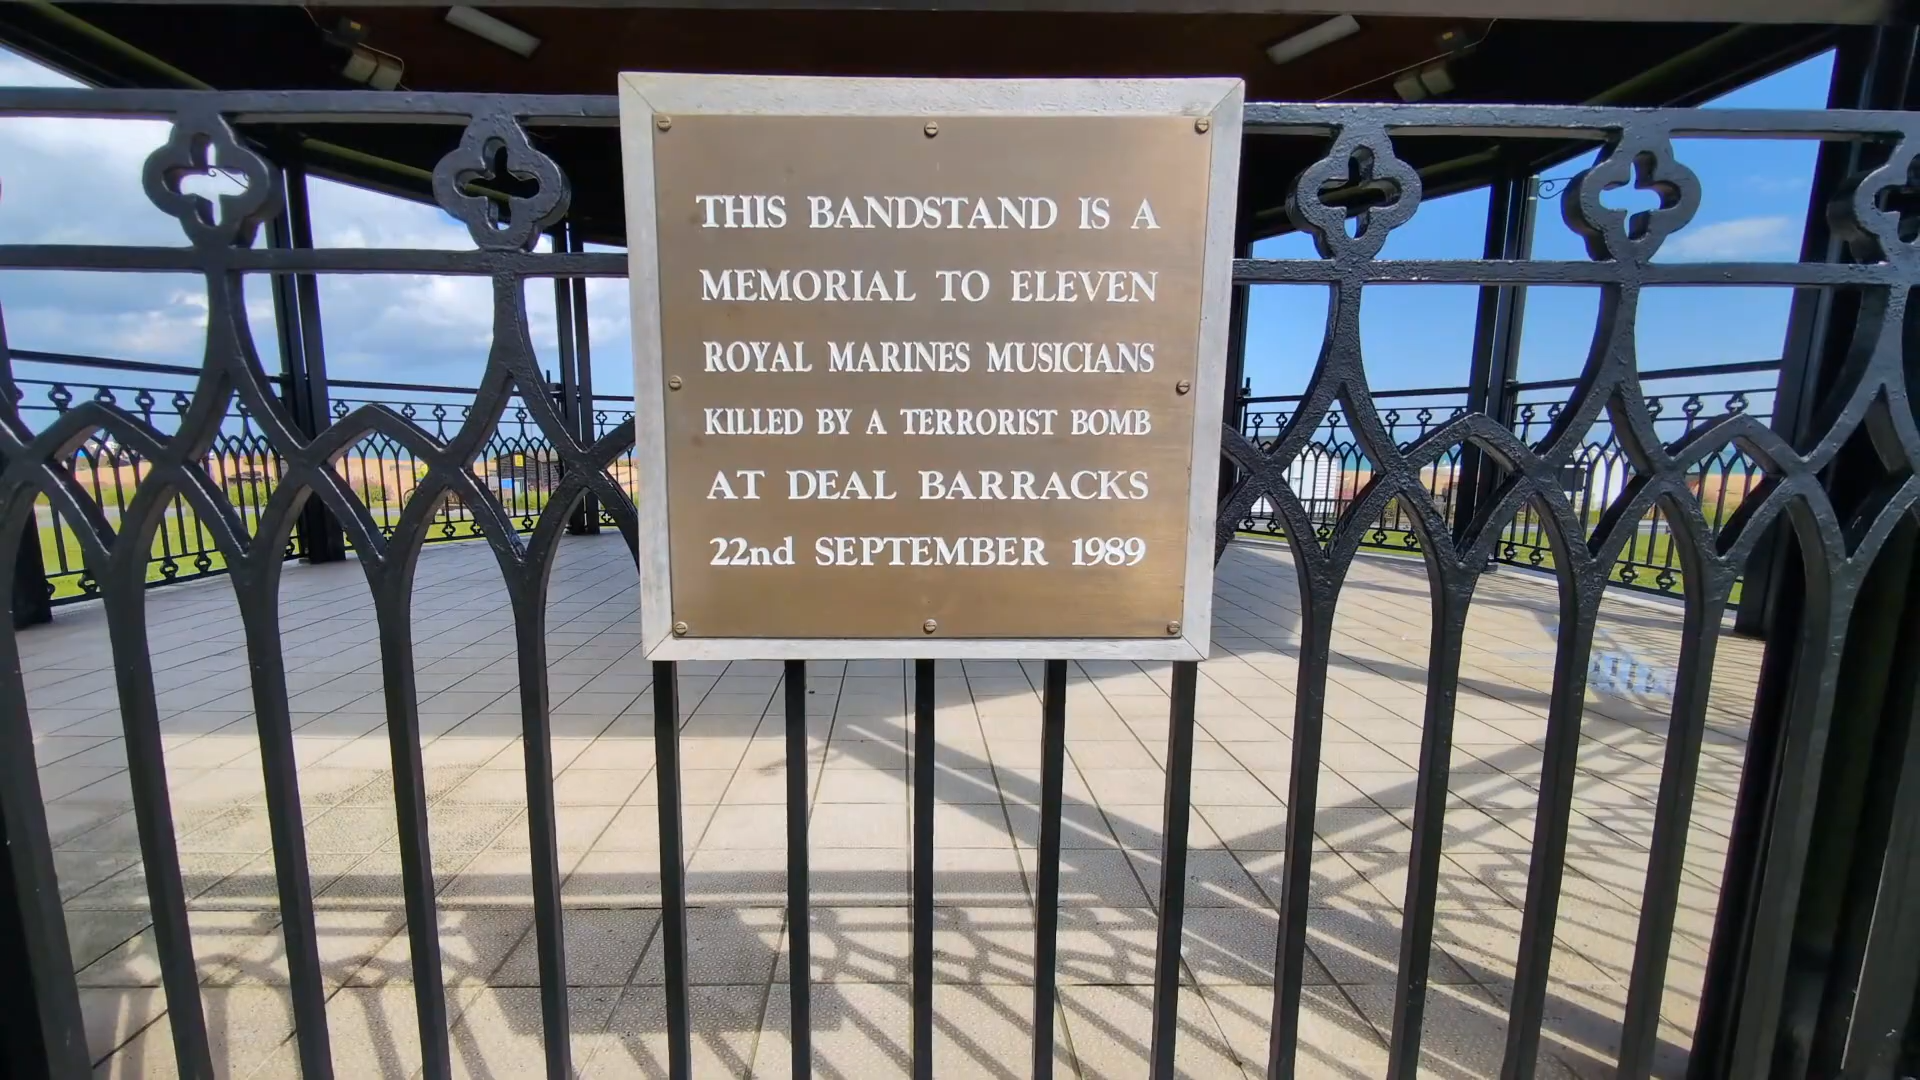 THIS BANDSTAND IS A
MEMORIAL TO ELEVEN
ROYAL MARINES MUSICIANS
KILLED BY A TERRORIST BOMB
AT DEAL BARRACKS
22nd SEPTEMBER 1989